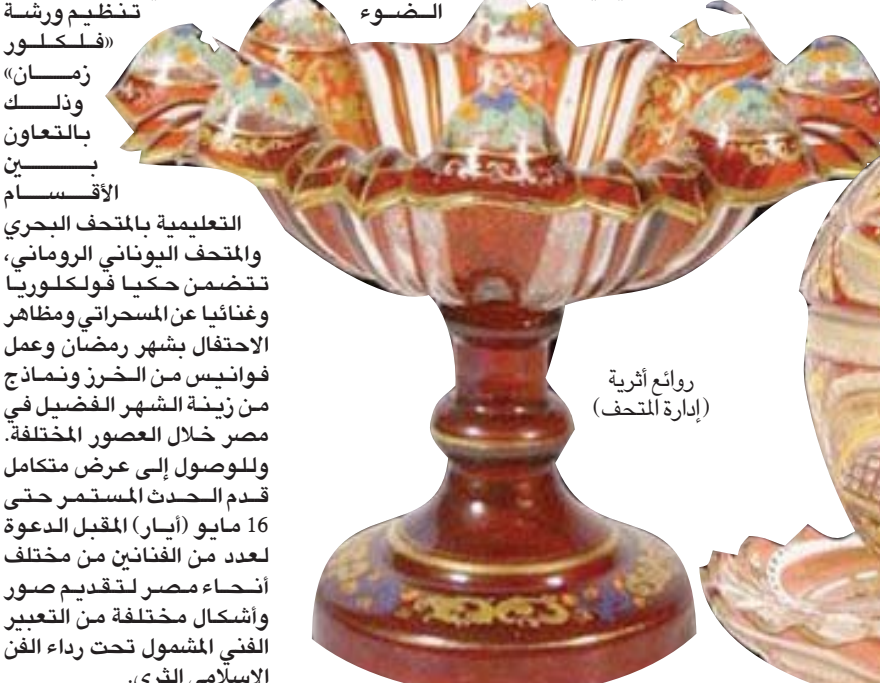 الضوء
تنظيم ورشة
«فلكلور
زمان»
وذلك
بالتعاون
بين
الأقسام
التعليمية بالمتحف البحري
والمتحف اليوناني الروماني،
تتضمن حكيا فولكلوريا
وغنائيا عن المسحراتي ومظاهر
الاحتفال بشهر رمضان وعمل
فوانيس من الخرز ونماذج
من زينة الشهر الفضيل في
مصر خلال العصور المختلفة.
وللوصول إلى عرض متكامل
قدم الحدث المستمر حتى
16 مايو (أيار) المقبل الدعوة
لعدد من الفنانين من مختلف
أنحاء مصر لتقديم صور
وأشكال مختلفة من التعبير
الفني المشمول تحت رداء الفن
الإسلامي الثري.
روائع أثرية
(إدارة المتحف)